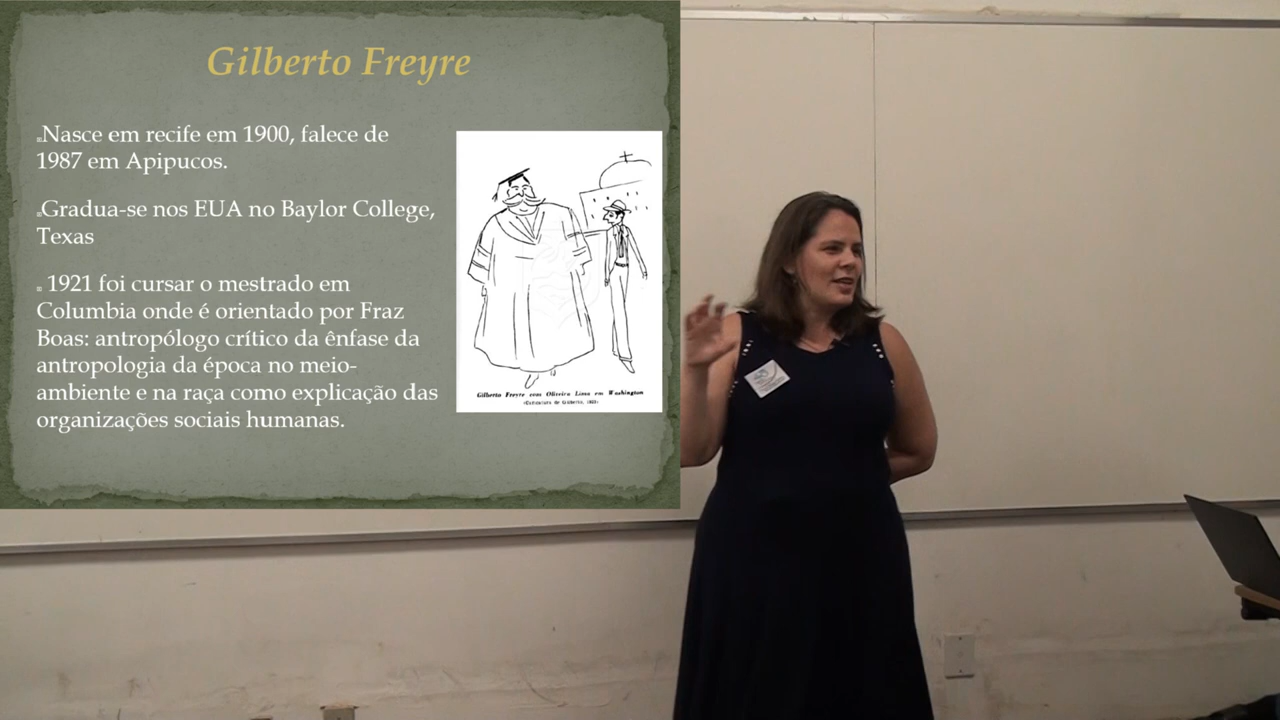 Gilberto Freyre
Nasce em recife em 1900, falece de
1987 em Apipucos.
Gradua-se nos EUA no Baylor College,
Texas
1921 foi cursar o mestrado em
Columbia onde é orientado por Fraz
Boas: antropólogo crítico da ênfase da
antropologia da época no meio-
ambiente e na raça como explicação das
organizações sociais humanas.
Gilberto Freyre com Oliveira Lima em Washington